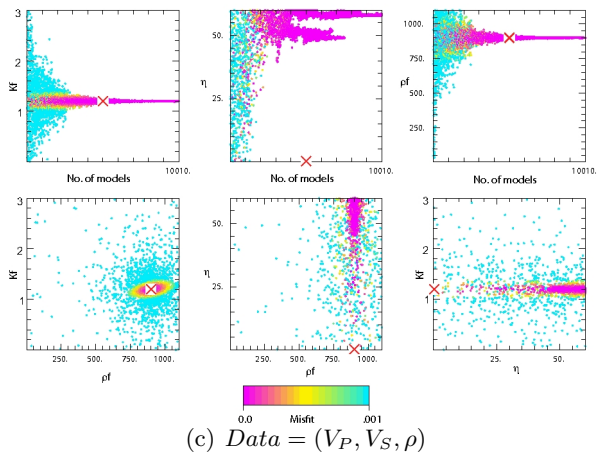 3
2
1
Kf
No. of models
10010.
50.
25.
η
No. of models
10010.
1000.
750.
500.
250.
ρf
No. of models
10010.
3
2
1
Kf
250.
500.
750.
1000.
ρf
50.
25.
η
250.
500.
750.
1000.
ρf
3
2
1
Kf
25.
50.
η
0.0
Misfit
.001
(c) Data = (V_P, V_S, ρ)